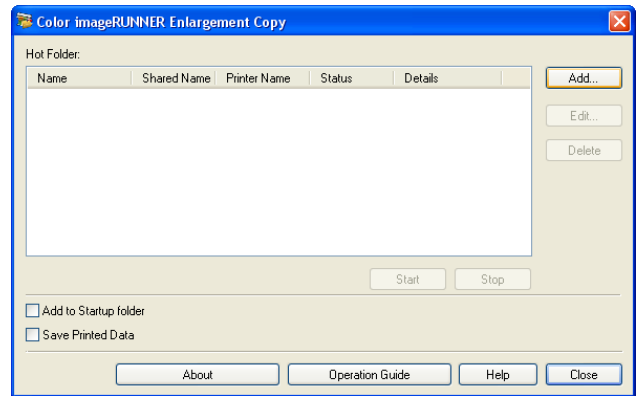 Color imageRUNNER Enlargement Copy
Hot Folder:
Name Shared Name Printer Name Status Details
Add...
Edit...
Delete
Start Stop
Add to Startup folder
Save Printed Data
About Operation Guide Help Close